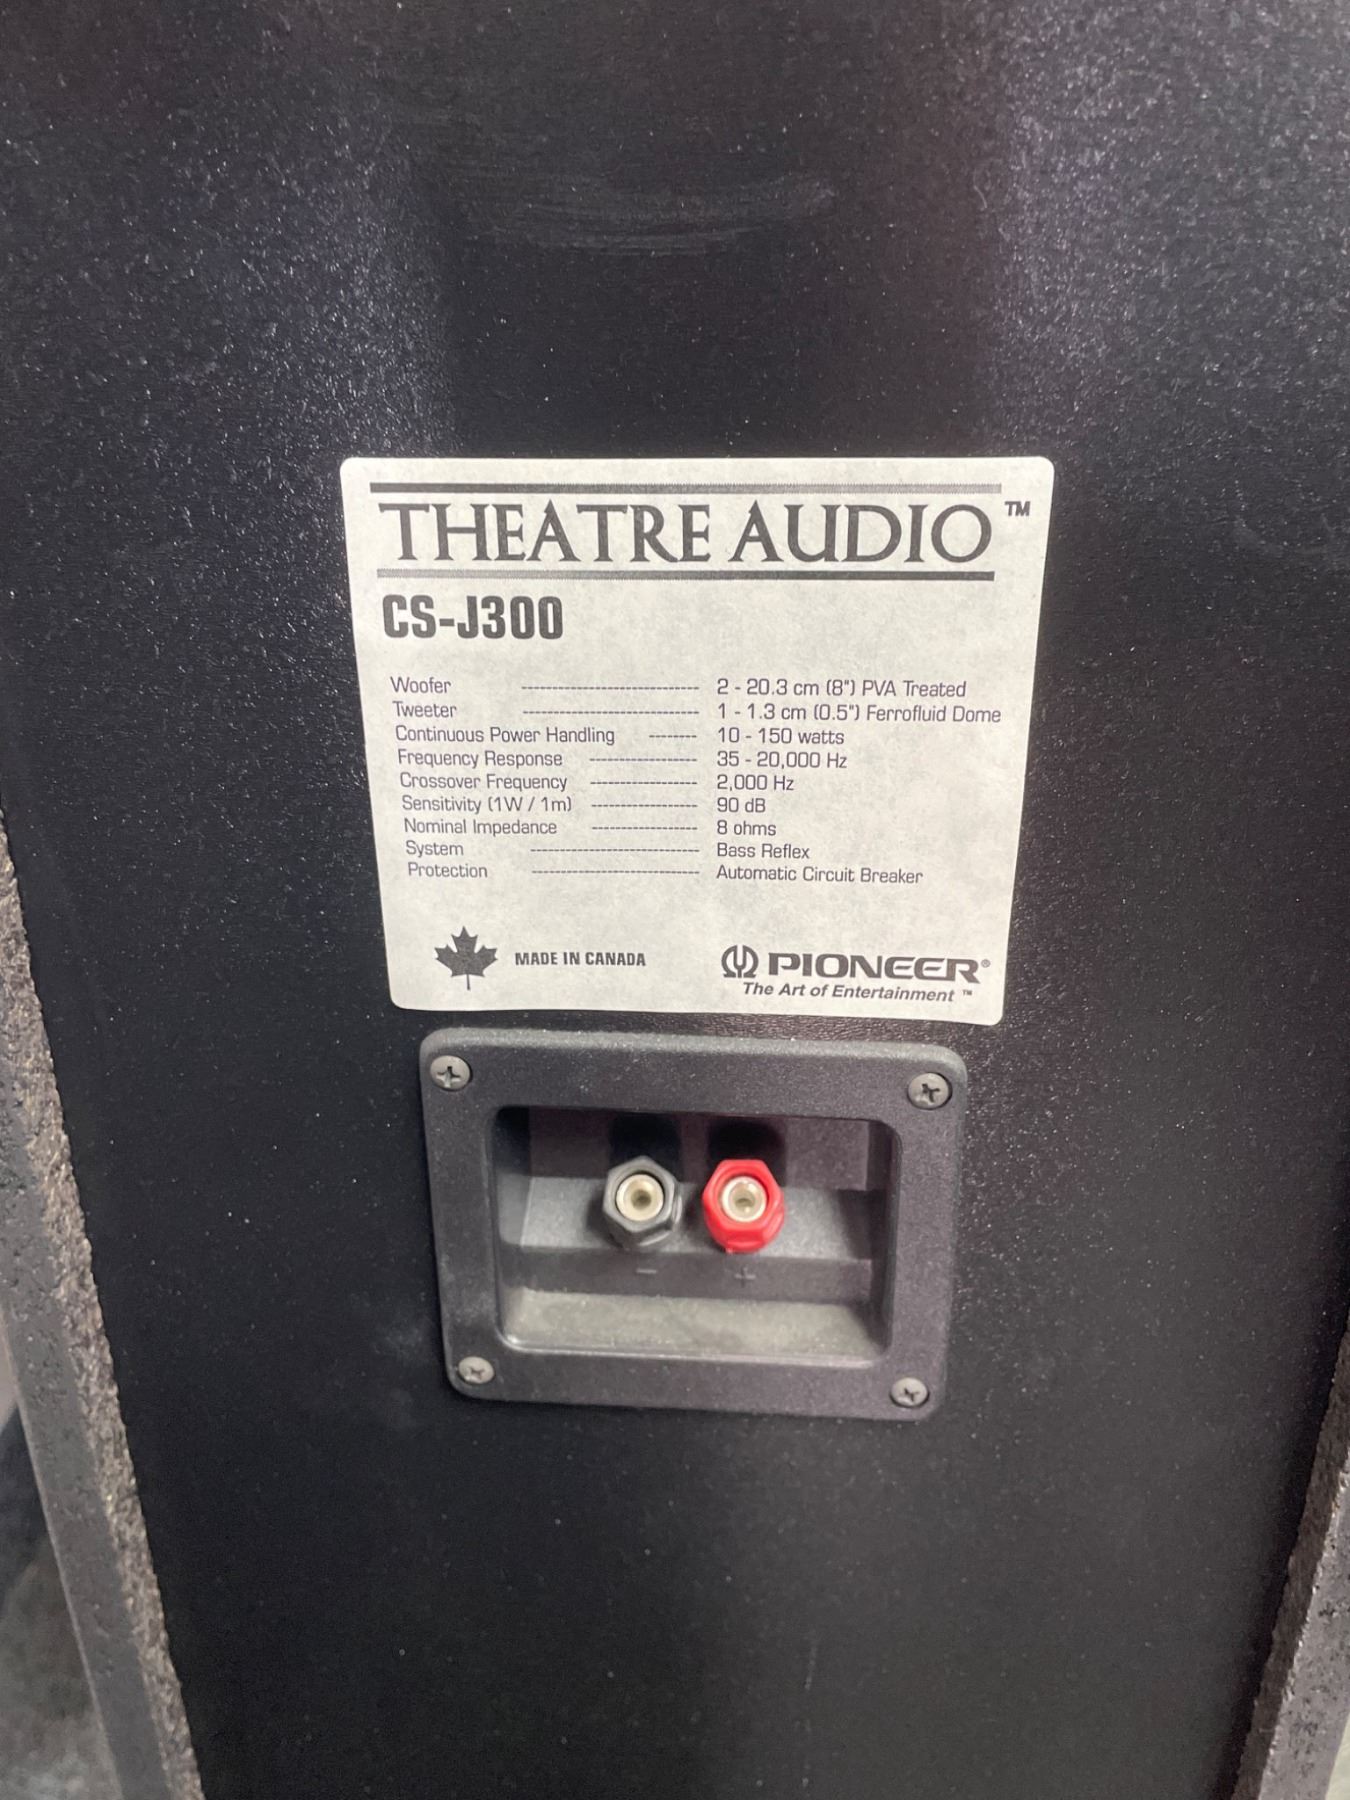 THEATRE AUDIO™
CS-J300
Woofer ---------------------------- 2 - 20.3 cm (8") PVA Treated
Tweeter ---------------------------- 1 - 1.3 cm (0.5") Ferrofluid Dome
Continuous Power Handling -------- 10 - 150 watts
Frequency Response ----------------- 35 - 20,000 Hz
Crossover Frequency ----------------- 2,000 Hz
Sensitivity (1W / 1m) ----------------- 90 dB
Nominal Impedance ----------------- 8 ohms
System --------------------------- Bass Reflex
Protection --------------------------- Automatic Circuit Breaker
MADE IN CANADA PIONEER®
The Art of Entertainment ™
- +